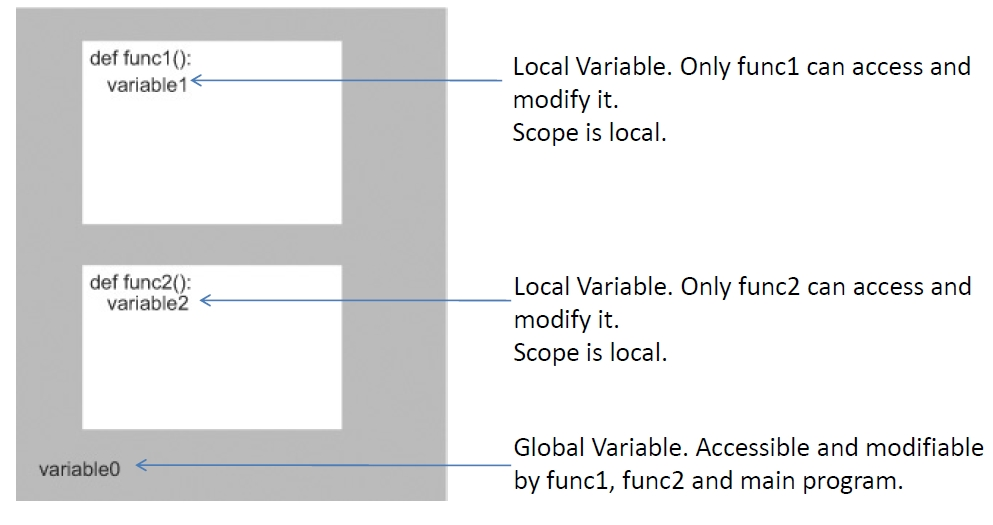 def func1():
variable1
Local Variable. Only func1 can access and
modify it.
Scope is local.
def func2():
variable2
Local Variable. Only func2 can access and
modify it.
Scope is local.
variable0
Global Variable. Accessible and modifiable
by func1, func2 and main program.